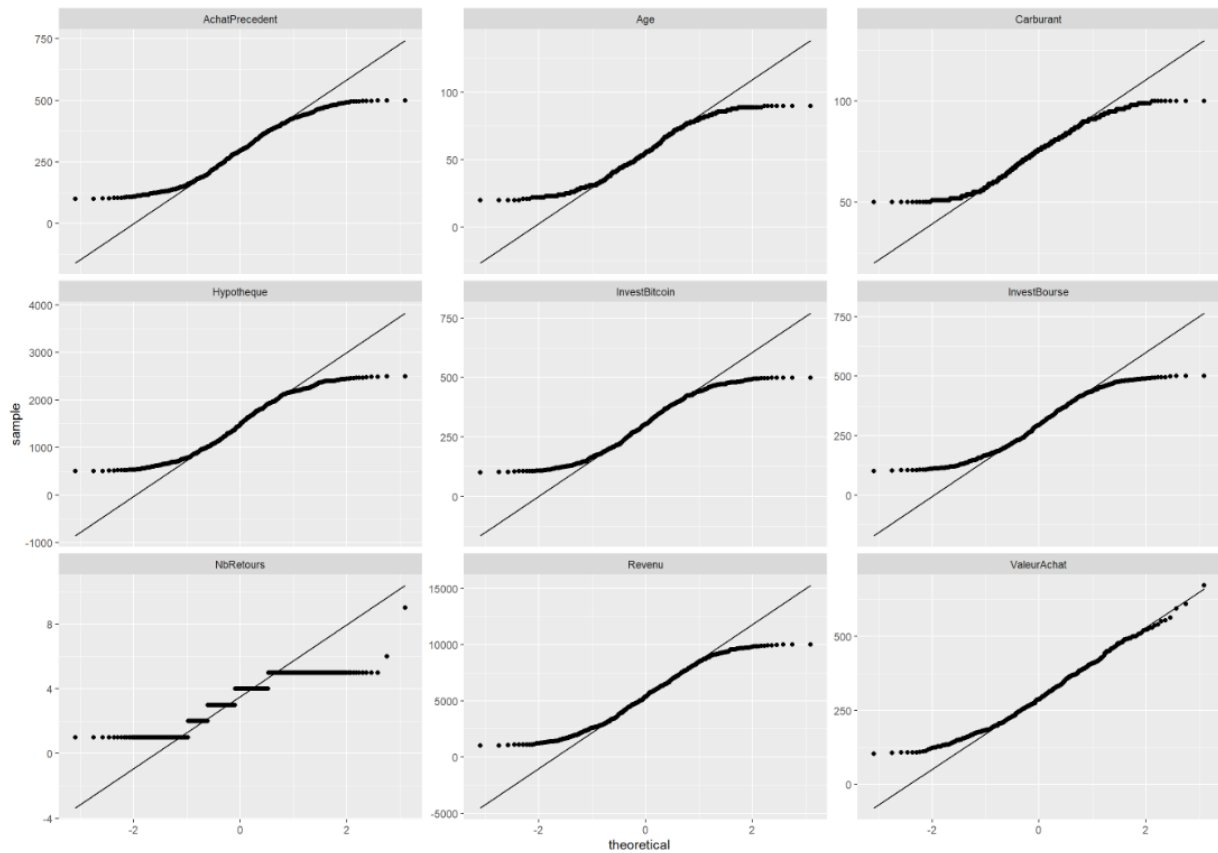 AchatPrecedent
Age
Carburant
750
500
250
0
100
50
0
100
50
Hypotheque
InvestBitcoin
InvestBourse
4000
3000
2000
1000
0
-1000
750
500
250
0
750
500
250
0
sample
NbRetours
Revenu
ValeurAchat
8
4
0
-4
15000
10000
5000
0
-5000
500
250
0
-2 0 2
-2 0 2
-2 0 2
theoretical